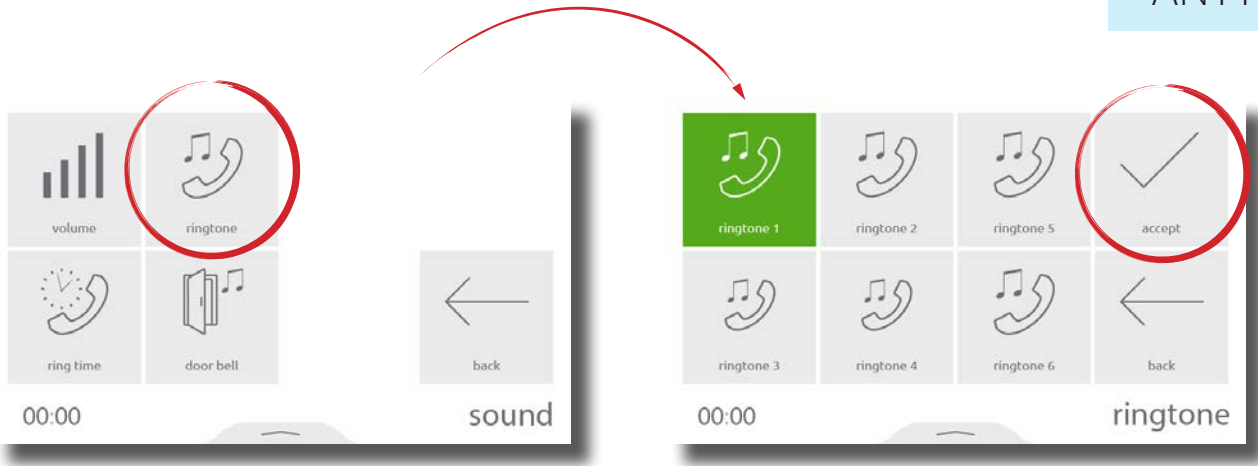 volume
ringtone
ring time
door bell
back
00:00
sound
ringtone 1
ringtone 2
ringtone 5
accept
ringtone 3
ringtone 4
ringtone 6
back
00:00
ringtone